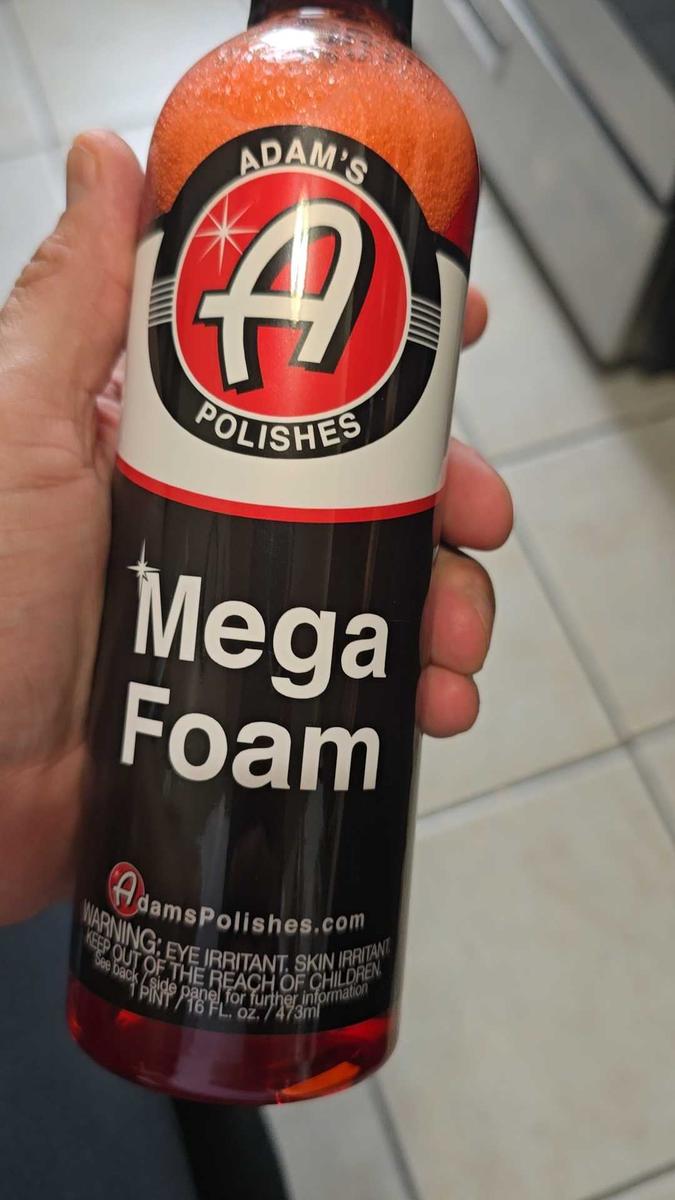 ADAM'S
A
POLISHES
Mega
Foam
AdamsPolishes.com
WARNING: EYE IRRITANT. SKIN IRRITANT.
KEEP OUT OF THE REACH OF CHILDREN.
See back / side panel for further information
1 PINT / 16 FL. oz. / 473ml